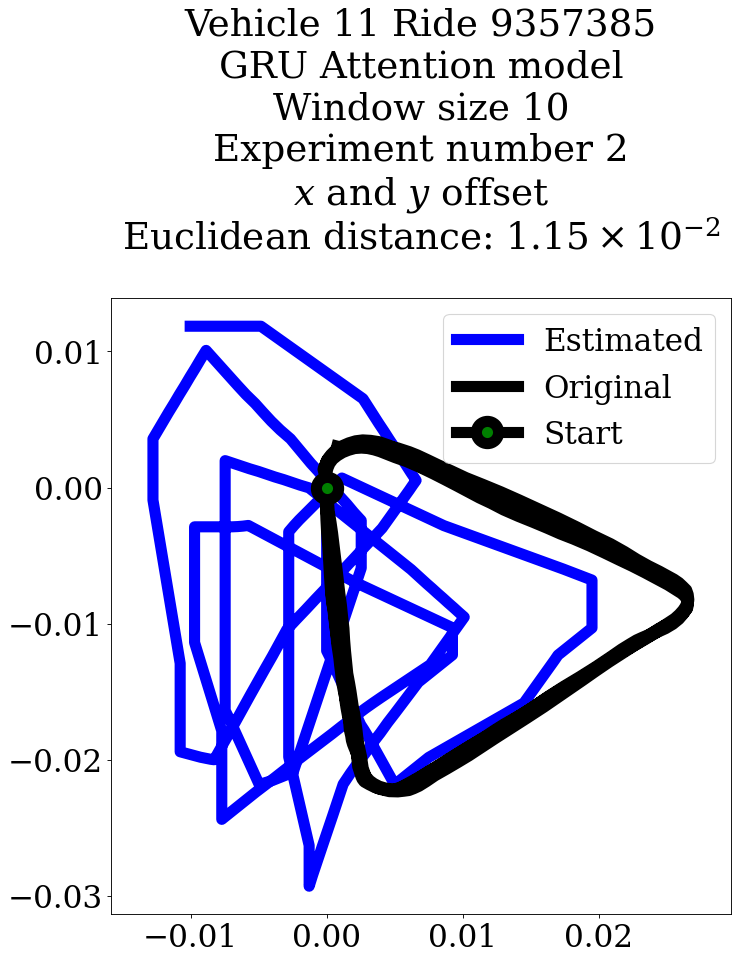 Vehicle 11 Ride 9357385
GRU Attention model
Window size 10
Experiment number 2
x and y offset
Euclidean distance: 1.15 × 10⁻²
Estimated
Original
Start
0.01
0.00
−0.01
−0.02
−0.03
−0.01 0.00 0.01 0.02